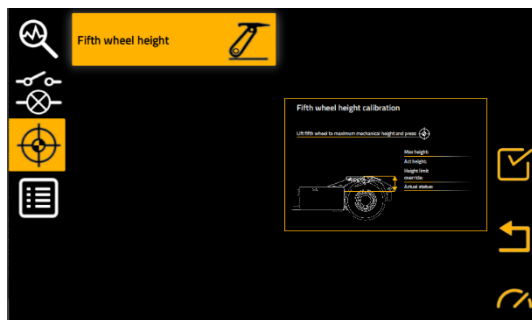 Fifth wheel height
Fifth wheel height calibration
Lift fifth wheel to maximum mechanical height and press
Max height:
Act height:
Height limit
override:
Actual status: